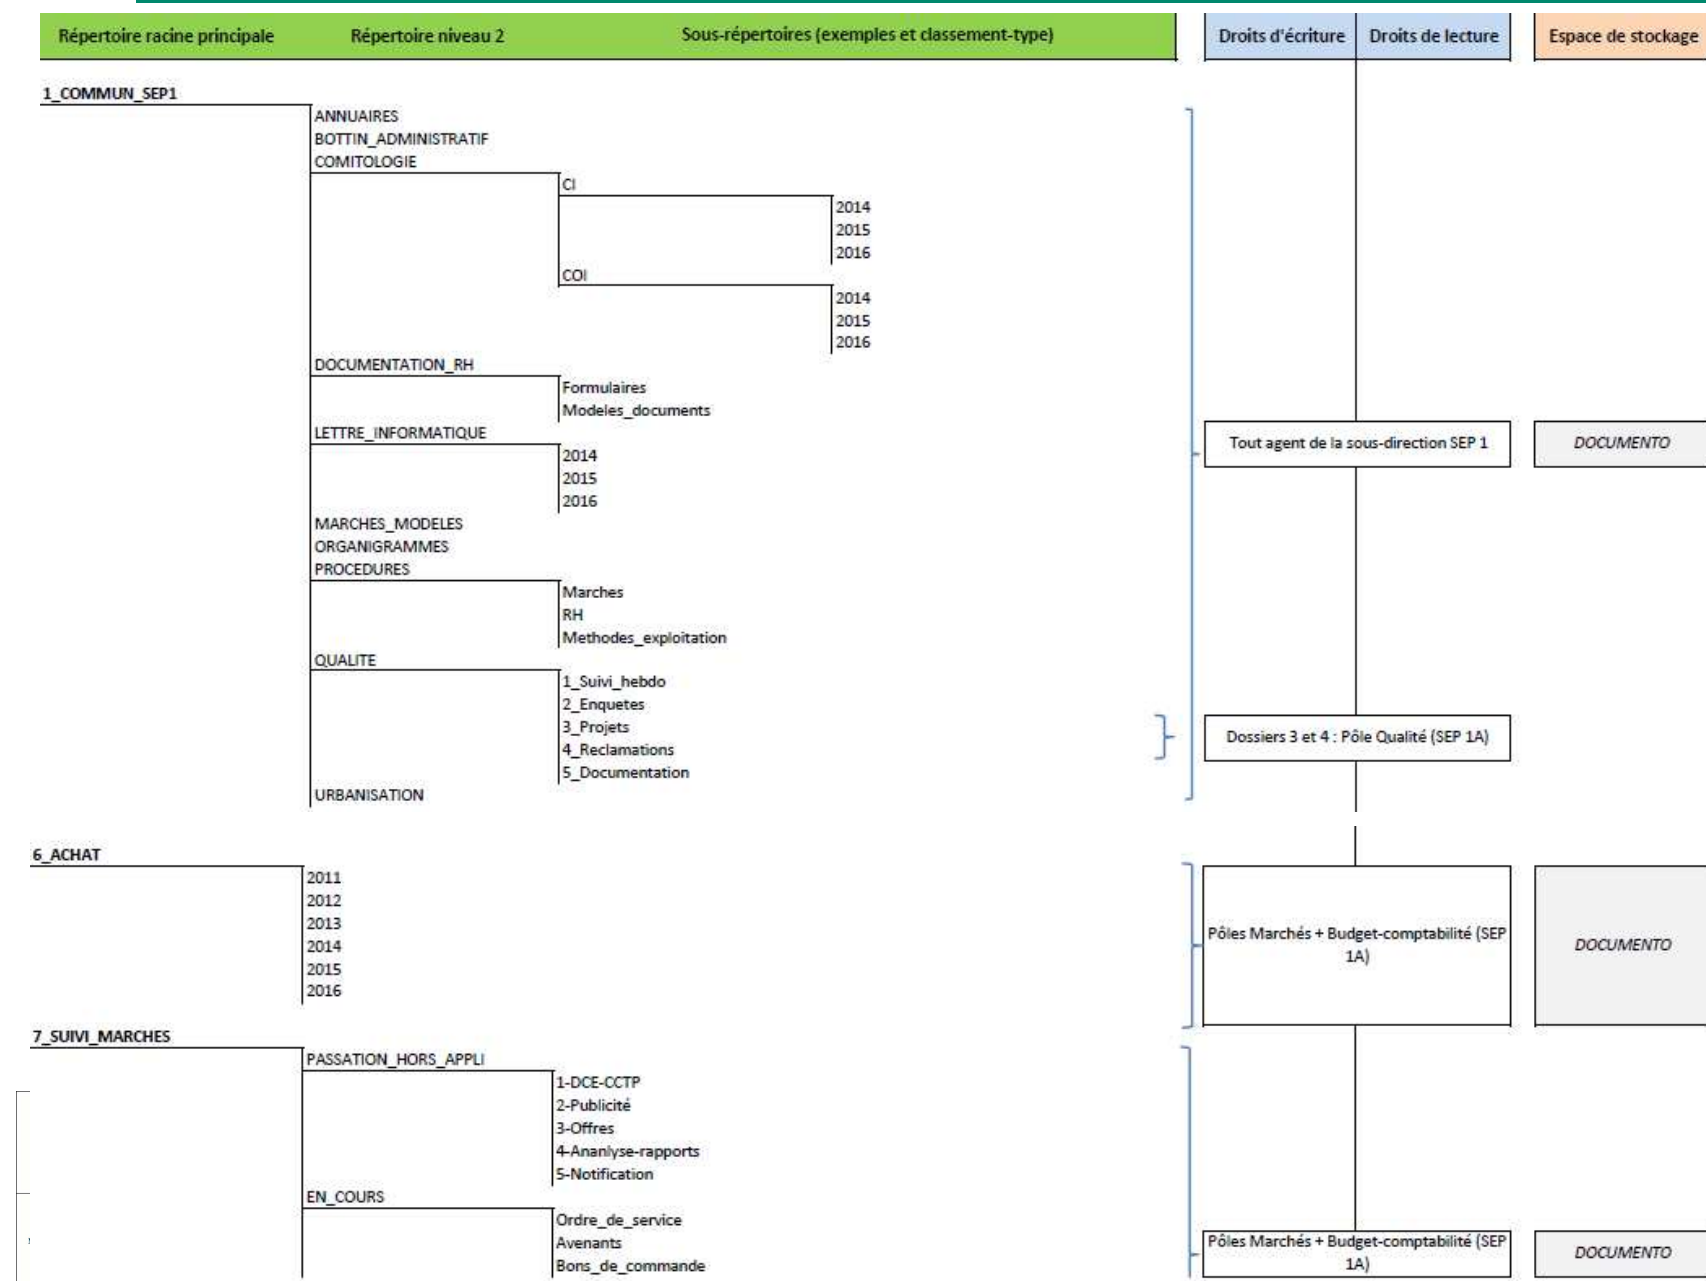 Répertoire racine principale Répertoire niveau 2 Sous-répertoires (exemples et classement-type) Droits d'écriture Droits de lecture Espace de stockage
1_COMMUN_SEP1
ANNUAIRES
BOTTIN_ADMINISTRATIF
COMITOLOGIE
CI
2014
2015
2016
COI
2014
2015
2016
DOCUMENTATION_RH
Formulaires
Modeles_documents
LETTRE_INFORMATIQUE
Tout agent de la sous-direction SEP 1 DOCUMENTO
2014
2015
2016
MARCHES_MODELES
ORGANIGRAMMES
PROCEDURES
Marches
RH
Methodes_exploitation
QUALITE
1_Suivi_hebdo
2_Enquetes
3_Projets
Dossiers 3 et 4 : Pôle Qualité (SEP 1A)
4_Reclamations
5_Documentation
URBANISATION
6_ACHAT
2011
2012
2013
2014
2015
2016
Pôles Marchés + Budget-comptabilité (SEP
1A)
DOCUMENTO
7_SUIVI_MARCHES
PASSATION_HORS_APPLI
1-DCE-CCTP
2-Publicité
3-Offres
4-Ananlyse-rapports
5-Notification
EN_COURS
Ordre_de_service
Avenants
Bons_de_commande
Pôles Marchés + Budget-comptabilité (SEP
1A)
DOCUMENTO